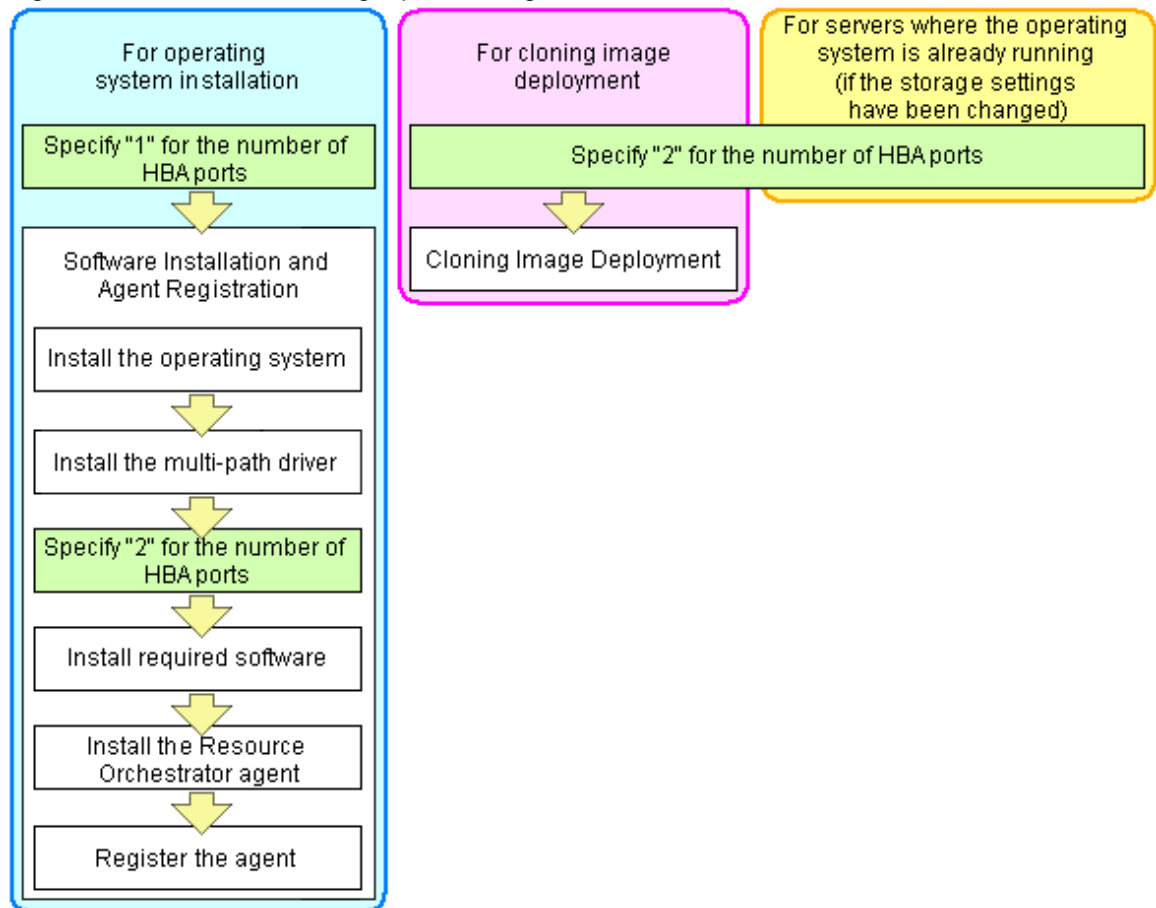 For operating
system installation
Specify "1" for the number of
HBA ports
Software Installation and
Agent Registration
Install the operating system
Install the multi-path driver
Specify "2" for the number of
HBA ports
Install required software
Install the Resource
Orchestrator agent
Register the agent
For cloning image
deployment
For servers where the operating
system is already running
(if the storage settings
have been changed)
Specify "2" for the number of HBA ports
Cloning Image Deployment